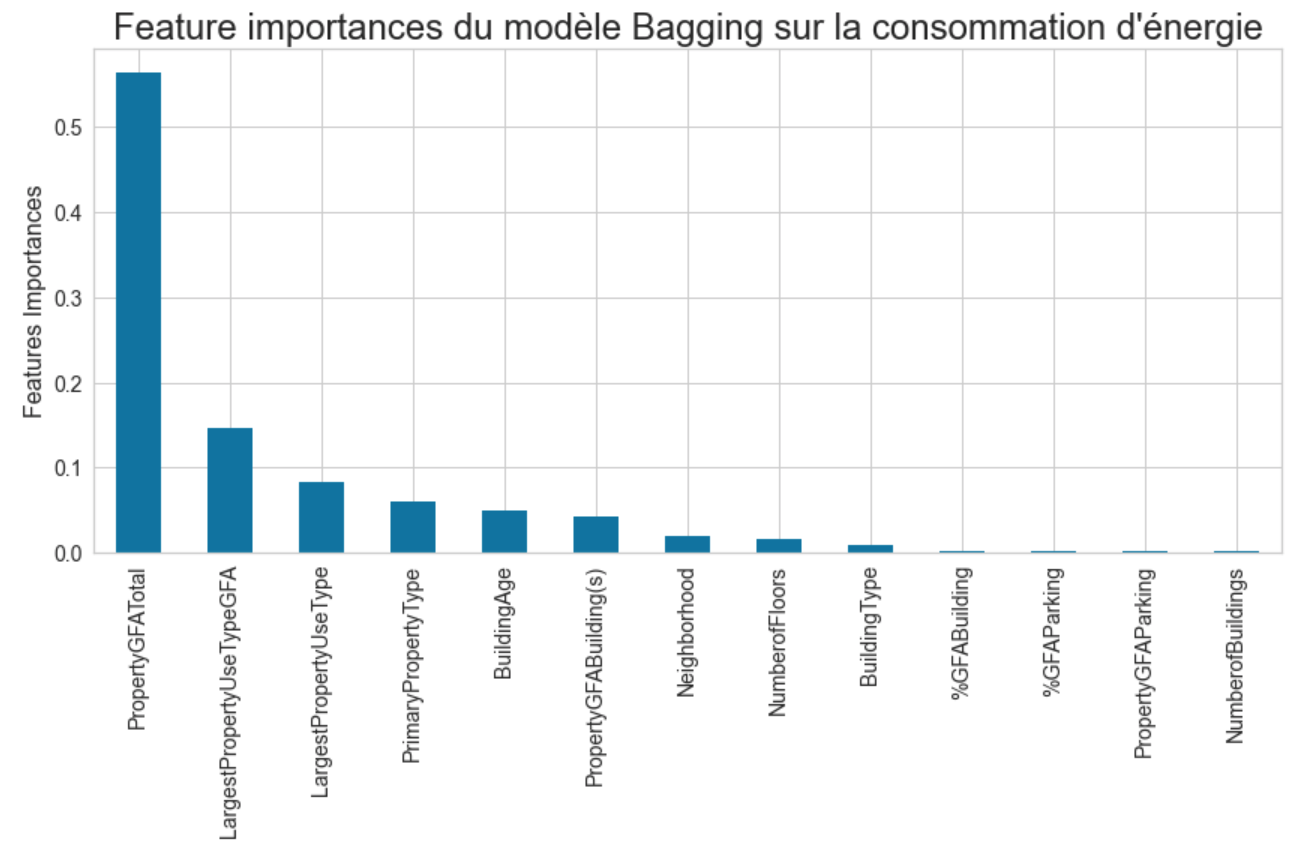 Feature importances du modèle Bagging sur la consommation d'énergie
Features Importances
0.5
0.4
0.3
0.2
0.1
0.0
PropertyGFATotal
LargestPropertyUseTypeGFA
LargestPropertyUseType
PrimaryPropertyType
BuildingAge
PropertyGFABuilding(s)
Neighborhood
NumberofFloors
BuildingType
%GFABuilding
%GFAParking
PropertyGFAParking
NumberofBuildings